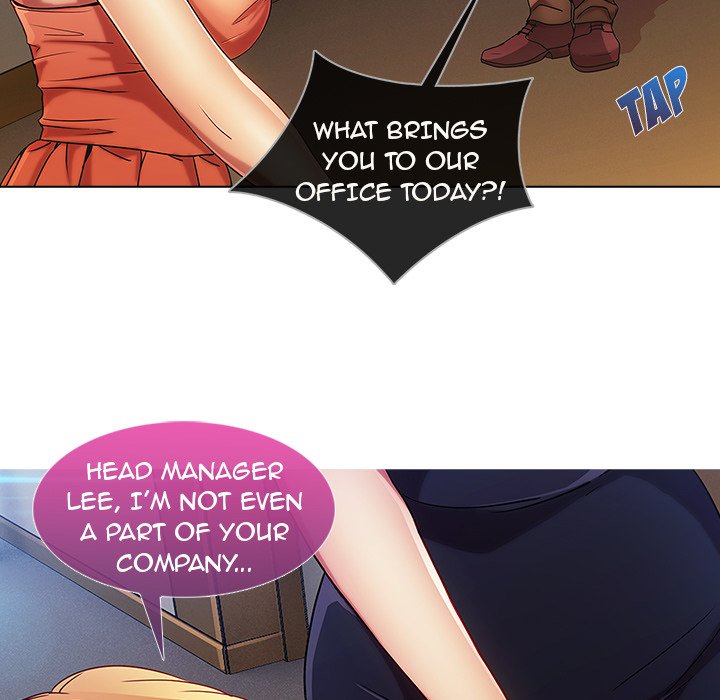 TAP
WHAT BRINGS
YOU TO OUR
OFFICE TODAY?!
HEAD MANAGER
LEE, I'M NOT EVEN
A PART OF YOUR
COMPANY...